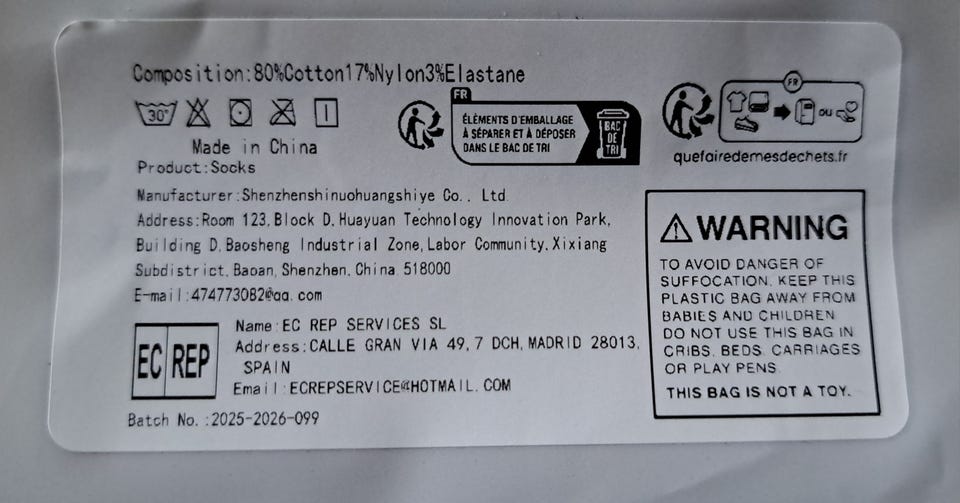 Composition:80%Cotton17%Nylon3%Elastane
30°
Made in China
Product:Socks
FR
ÉLÉMENTS D'EMBALLAGE
À SÉPARER ET À DÉPOSER
DANS LE BAC DE TRI
BAC
DE
TRI
FR
OU
quefairedemesdechets.fr
Manufacturer:Shenzhenshinuohuangshiye Co., Ltd
Address:Room 123,Block D,Huayuan Technology Innovation Park,
Building D,Baosheng Industrial Zone,Labor Community,Xixiang
Subdistrict,Baoan,Shenzhen,China 518000
E-mail:474773082@qq.com
EC REP
Name:EC REP SERVICES SL
Address:CALLE GRAN VIA 49,7 DCH,MADRID 28013,
SPAIN
Email:ECREPSERVICE@HOTMAIL.COM
Batch No.:2025-2026-099
WARNING
TO AVOID DANGER OF
SUFFOCATION, KEEP THIS
PLASTIC BAG AWAY FROM
BABIES AND CHILDREN
DO NOT USE THIS BAG IN
CRIBS, BEDS, CARRIAGES
OR PLAY PENS
THIS BAG IS NOT A TOY.